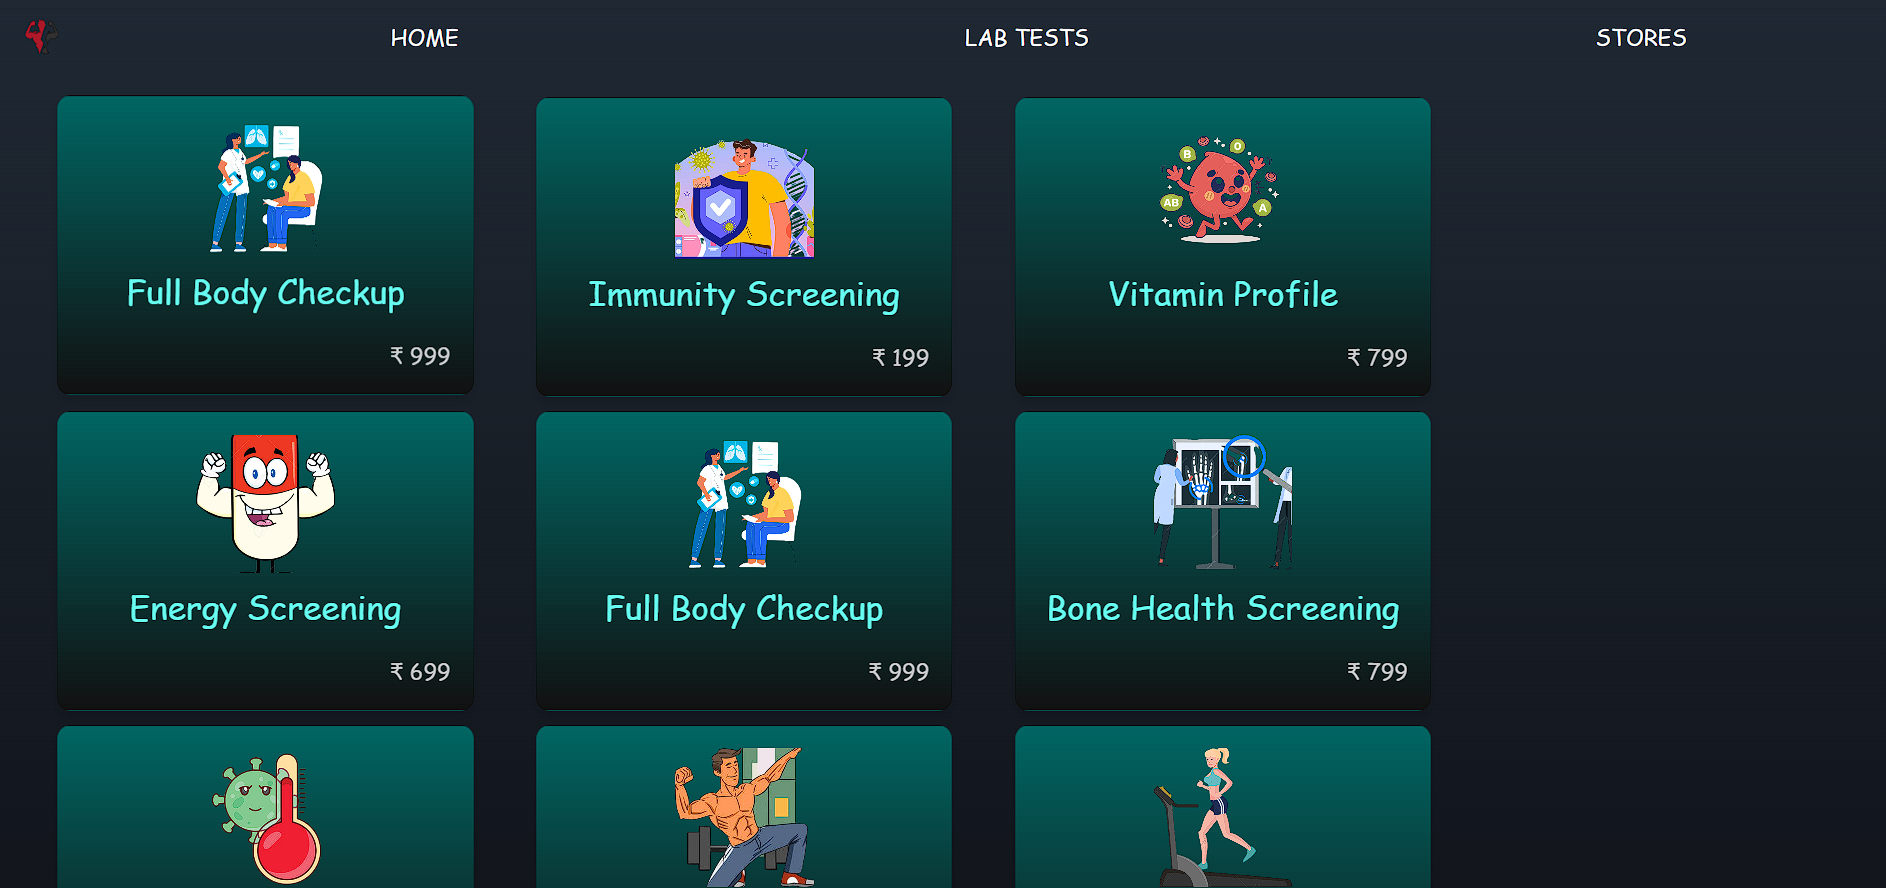 HOME
LAB TESTS
STORES
Full Body Checkup
₹ 999
Immunity Screening
₹ 199
B
O
AB
A
Vitamin Profile
₹ 799
Energy Screening
₹ 699
Full Body Checkup
₹ 999
Bone Health Screening
₹ 799